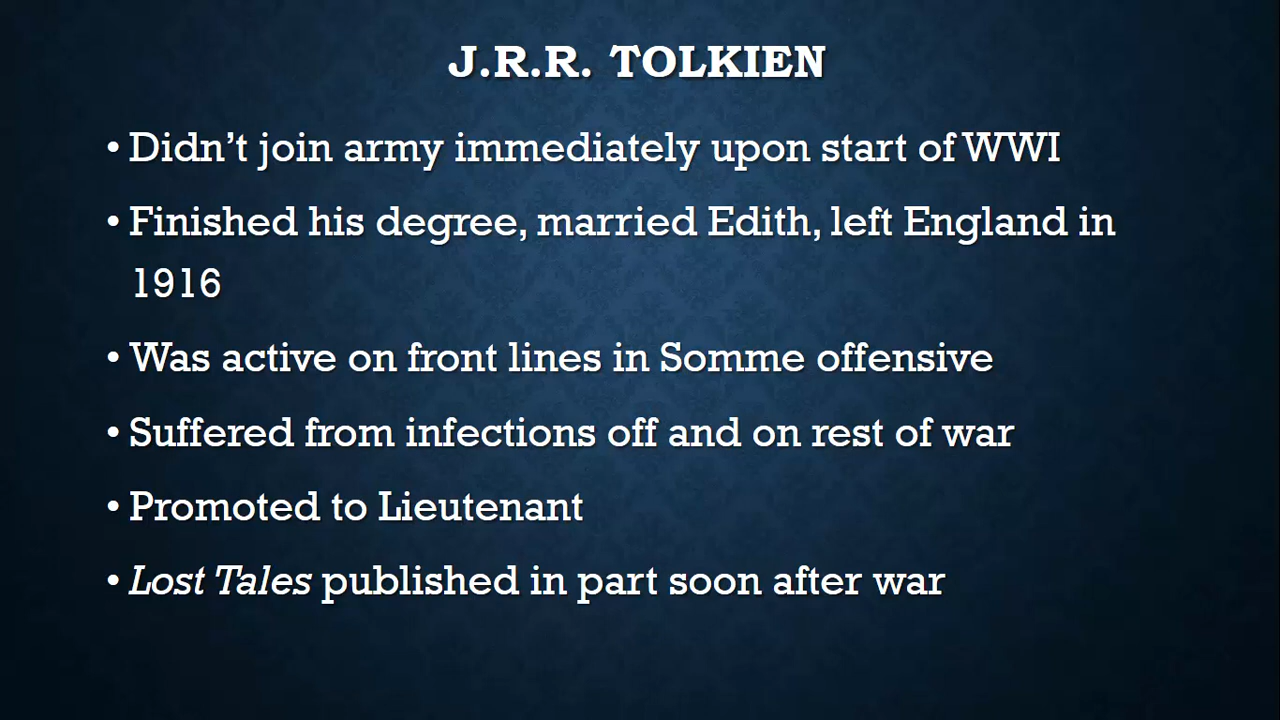 J.R.R. TOLKIEN
• Didn’t join army immediately upon start of WWI
• Finished his degree, married Edith, left England in
1916
• Was active on front lines in Somme offensive
• Suffered from infections off and on rest of war
• Promoted to Lieutenant
• Lost Tales published in part soon after war